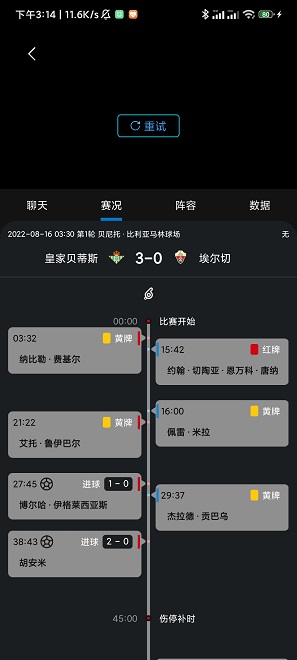 下午3:14 | 11.6K/s
80
重试
聊天
赛况
阵容
数据
2022-08-16 03:30 第1轮 贝尼托 · 比利亚马林球场
无
皇家贝蒂斯 3-0 埃尔切
00:00 比赛开始
03:32 黄牌
纳比勒 · 费基尔
15:42 红牌
约翰 · 切陶亚 · 恩万科 · 唐纳
16:00 黄牌
佩雷 · 米拉
21:22 黄牌
艾托 · 鲁伊巴尔
27:45 进球 1 - 0
博尔哈 · 伊格莱西亚斯
29:37 黄牌
杰拉德 · 贡巴乌
38:43 进球 2 - 0
胡安米
45:00 伤停补时